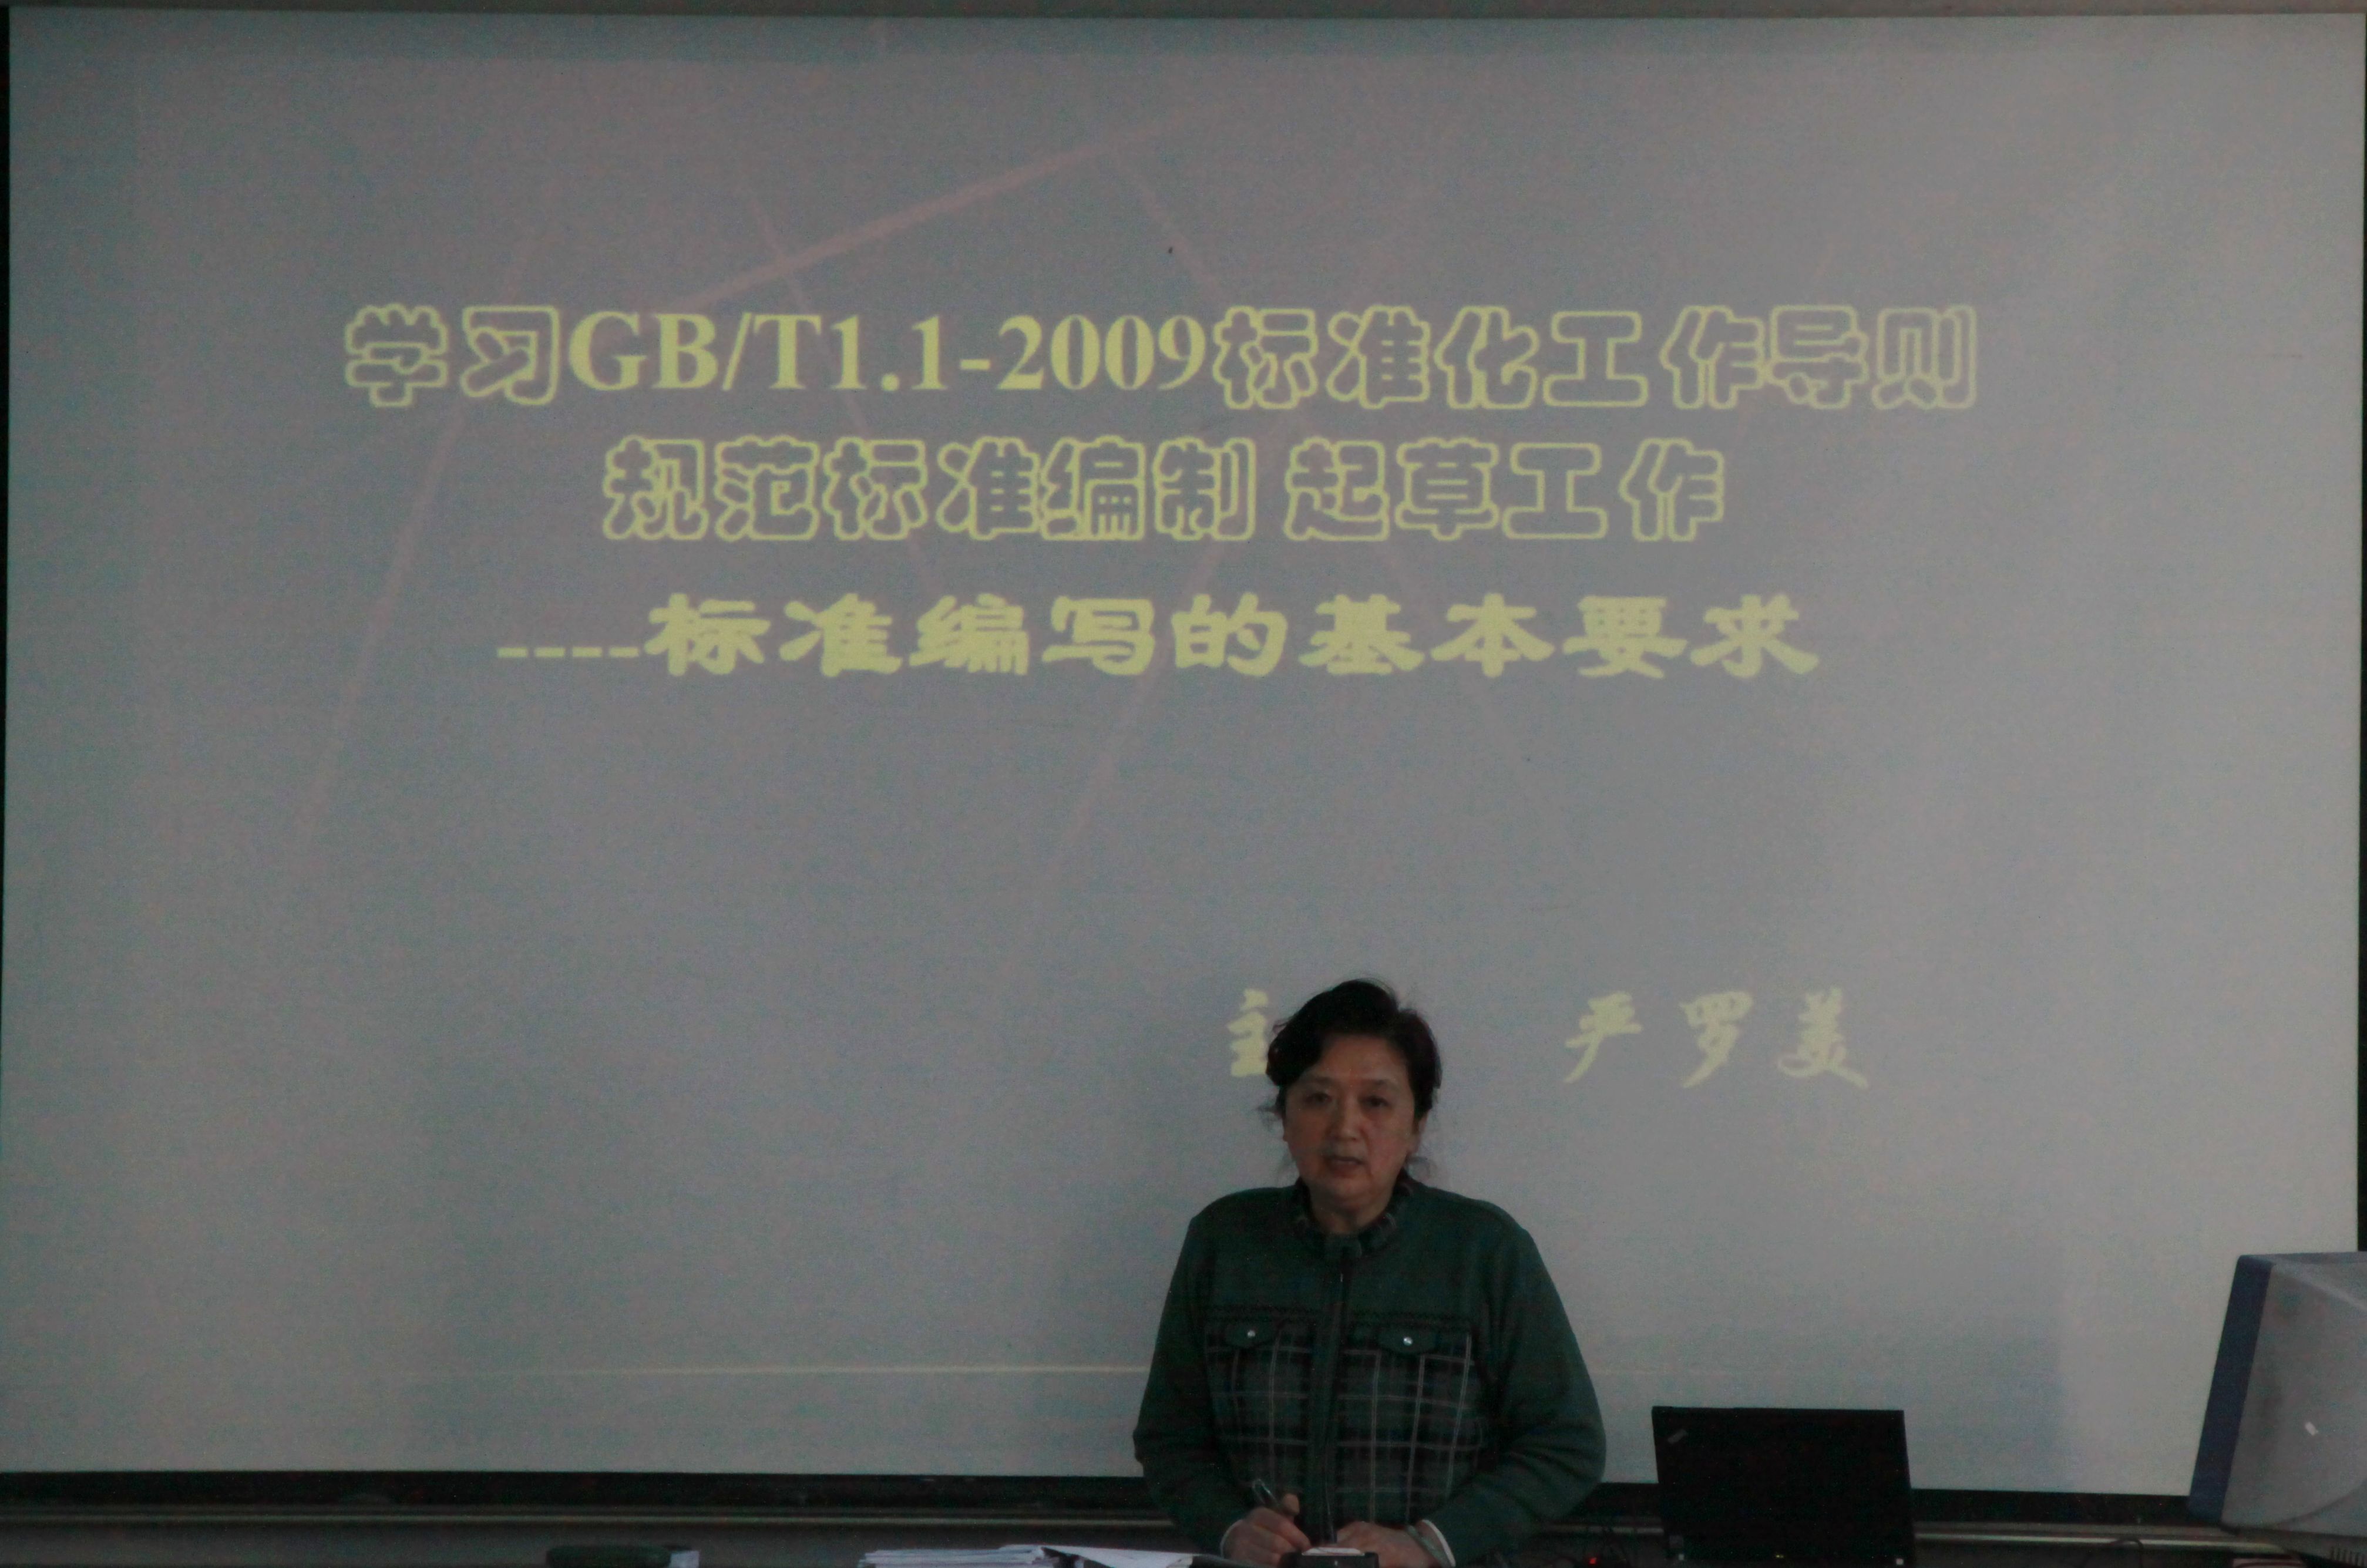 学习GB/T1.1-2009标准化工作导则
规范标准编制 起草工作
----标准编写的基本要求
主 严罗美